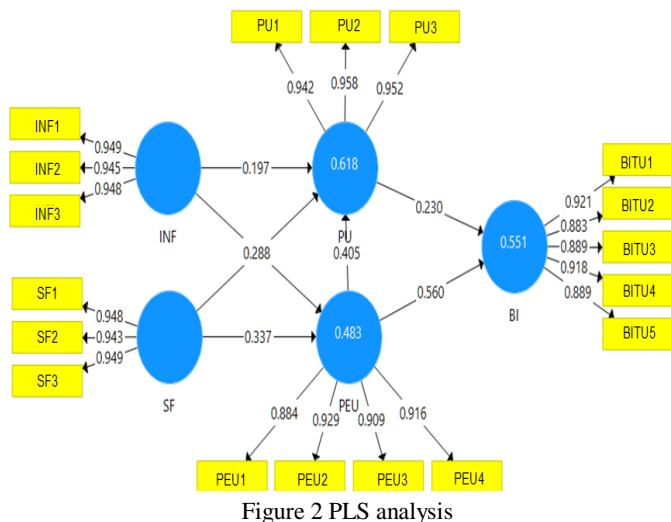 PU1 PU2 PU3
0.942 0.958 0.952
INF1
INF2
INF3
0.949
0.945
0.948
INF
0.197
0.618
PU
0.288
0.405
0.230
0.560
0.551
BI
BITU1
BITU2
BITU3
BITU4
BITU5
0.921
0.883
0.889
0.918
0.889
SF1
SF2
SF3
0.948
0.943
0.949
SF
0.337
0.483
PEU
0.884 0.929 0.909 0.916
PEU1 PEU2 PEU3 PEU4
Figure 2 PLS analysis